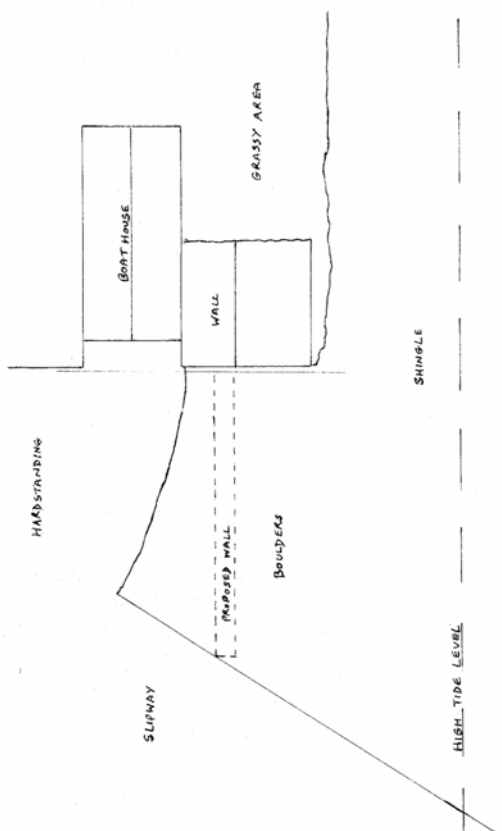 GRASSY AREA
BOAT HOUSE
WALL
SHINGLE
HARDSTANDING
PROPOSED WALL
BOULDERS
SLIPWAY
HIGH TIDE LEVEL